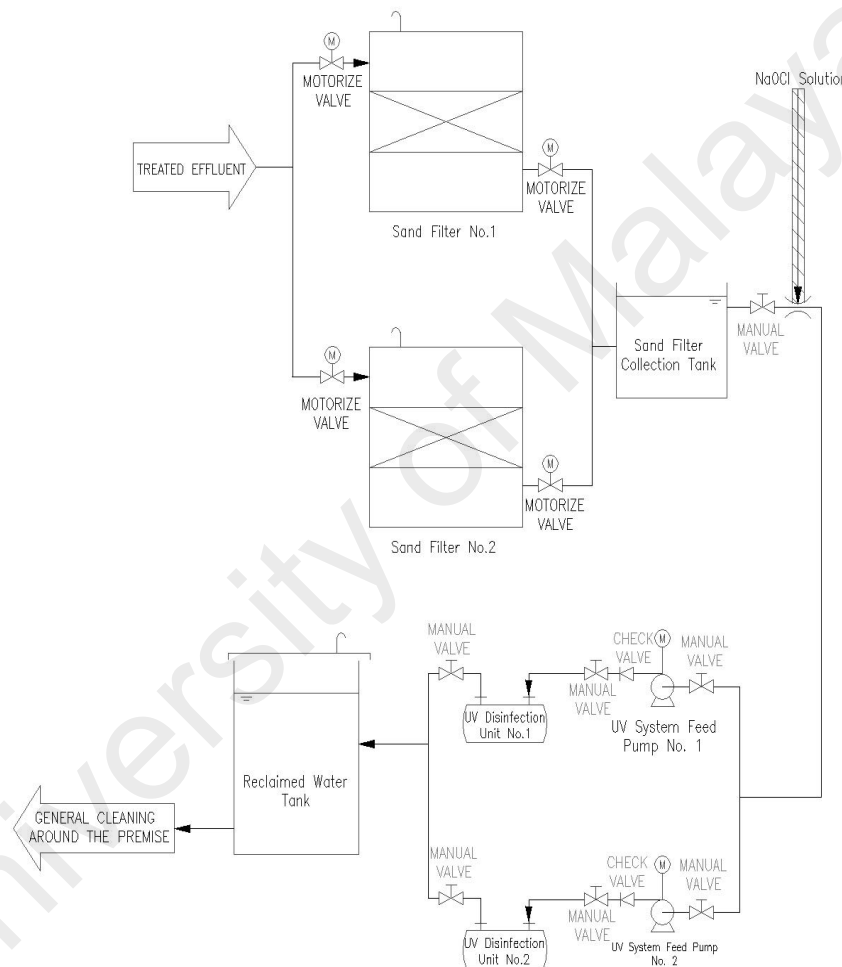 M
MOTORIZE
VALVE
TREATED EFFLUENT
M
MOTORIZE
VALVE
Sand Filter No.1
NaOCl Solution
MANUAL
VALVE
Sand Filter
Collection Tank
M
MOTORIZE
VALVE
M
MOTORIZE
VALVE
Sand Filter No.2
MANUAL
VALVE
UV Disinfection
Unit No.1
MANUAL
VALVE
CHECK
VALVE
M
MANUAL
VALVE
UV System Feed
Pump No. 1
Reclaimed Water
Tank
GENERAL CLEANING
AROUND THE PREMISE
MANUAL
VALVE
UV Disinfection
Unit No.2
MANUAL
VALVE
CHECK
VALVE
M
MANUAL
VALVE
UV System Feed Pump
No. 2
University of Malaya